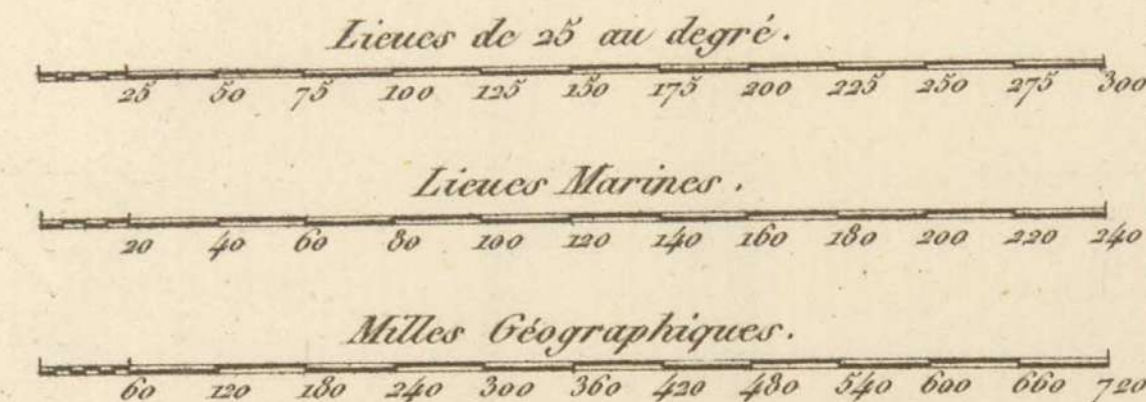 Lieues de 25 au degré.
25 50 75 100 125 150 175 200 225 250 275 300
Lieues Marines.
20 40 60 80 100 120 140 160 180 200 220 240
Milles Géographiques.
60 120 180 240 300 360 420 480 540 600 660 720